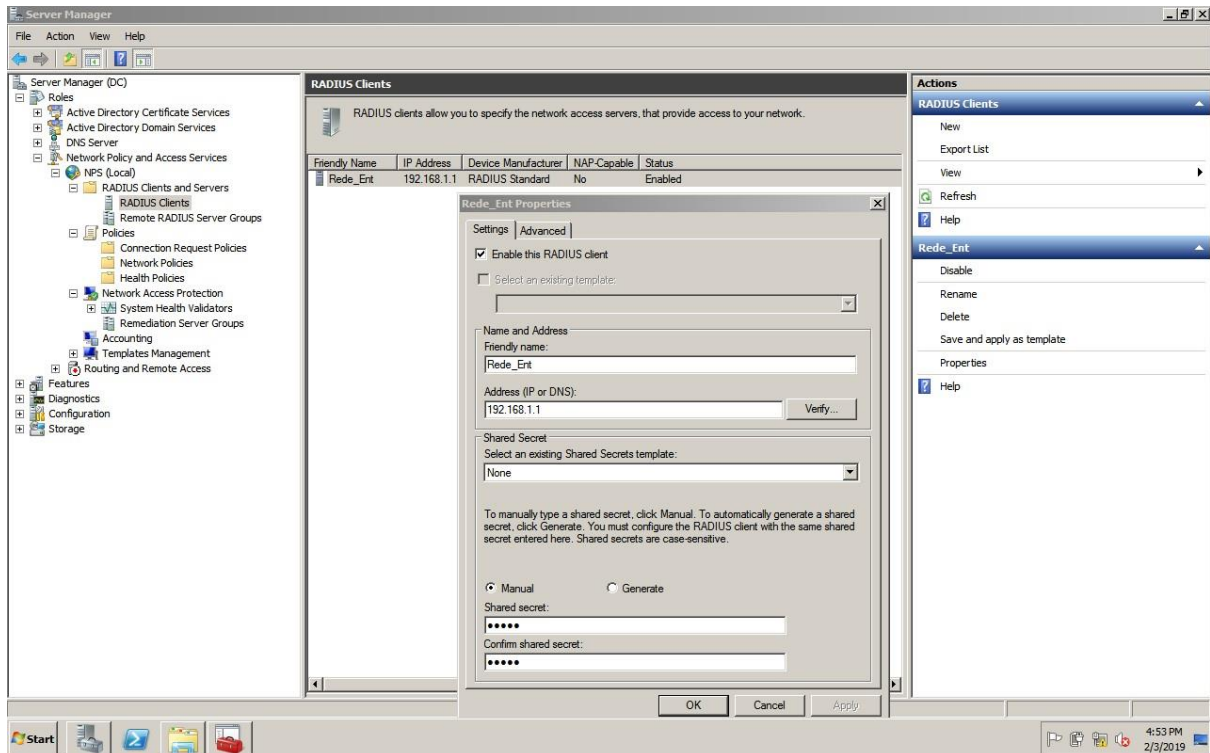 Server Manager
File Action View Help
Server Manager (DC)
Roles
Active Directory Certificate Services
Active Directory Domain Services
DNS Server
Network Policy and Access Services
NPS (Local)
RADIUS Clients and Servers
RADIUS Clients
Remote RADIUS Server Groups
Policies
Connection Request Policies
Network Policies
Health Policies
Network Access Protection
System Health Validators
Remediation Server Groups
Accounting
Templates Management
Routing and Remote Access
Features
Diagnostics
Configuration
Storage
RADIUS Clients
RADIUS clients allow you to specify the network access servers, that provide access to your network.
Friendly Name IP Address Device Manufacturer NAP-Capable Status
Rede_Ent 192.168.1.1 RADIUS Standard No Enabled
Rede_Ent Properties
Settings Advanced
Enable this RADIUS client
Select an existing template:
Name and Address
Friendly name:
Rede_Ent
Address (IP or DNS):
192.168.1.1 Verify...
Shared Secret
Select an existing Shared Secrets template:
None
To manually type a shared secret, click Manual. To automatically generate a shared
secret, click Generate. You must configure the RADIUS client with the same shared
secret entered here. Shared secrets are case-sensitive.
Manual Generate
Shared secret:
•••••
Confirm shared secret:
•••••
OK Cancel Apply
Actions
RADIUS Clients
New
Export List
View
Refresh
Help
Rede_Ent
Disable
Rename
Delete
Save and apply as template
Properties
Help
Start
4:53 PM
2/3/2019